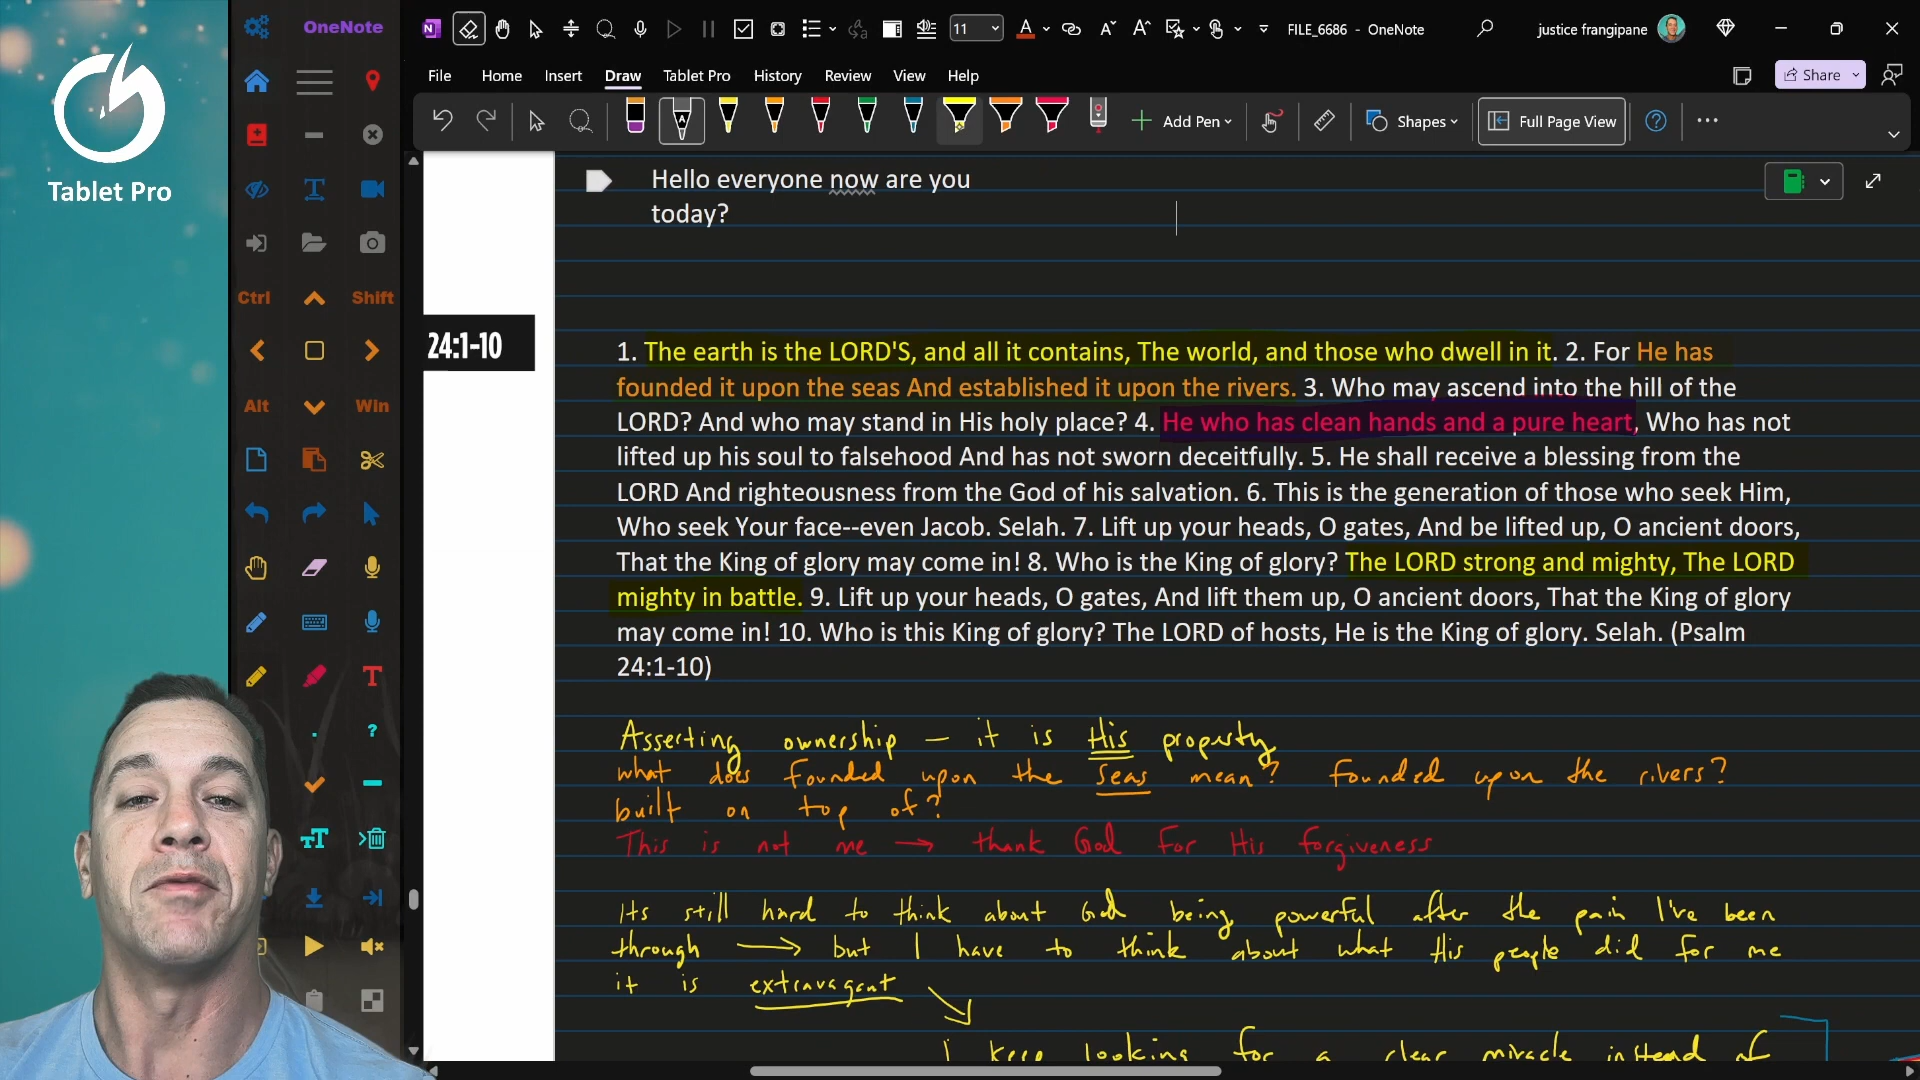 OneNote
11
FILE_6686 - OneNote
justice frangipane
File Home Insert Draw Tablet Pro History Review View Help
Share
Add Pen
Shapes
Full Page View
Tablet Pro
Ctrl
Shift
Alt
Win
Hello everyone now are you
today?
24:1-10
1. The earth is the LORD'S, and all it contains, The world, and those who dwell in it. 2. For He has
founded it upon the seas And established it upon the rivers. 3. Who may ascend into the hill of the
LORD? And who may stand in His holy place? 4. He who has clean hands and a pure heart, Who has not
lifted up his soul to falsehood And has not sworn deceitfully. 5. He shall receive a blessing from the
LORD And righteousness from the God of his salvation. 6. This is the generation of those who seek Him,
Who seek Your face--even Jacob. Selah. 7. Lift up your heads, O gates, And be lifted up, O ancient doors,
That the King of glory may come in! 8. Who is the King of glory? The LORD strong and mighty, The LORD
mighty in battle. 9. Lift up your heads, O gates, And lift them up, O ancient doors, That the King of glory
may come in! 10. Who is this King of glory? The LORD of hosts, He is the King of glory. Selah. (Psalm
24:1-10)
Asserting ownership — it is His property
what does founded upon the seas mean? founded upon the rivers?
built on top of?
This is not me → thank God for His forgiveness
Its still hard to think about God being powerful after the pain I've been
through → but I have to think about what His people did for me
it is extravagant
I keep looking for a clear miracle instead of